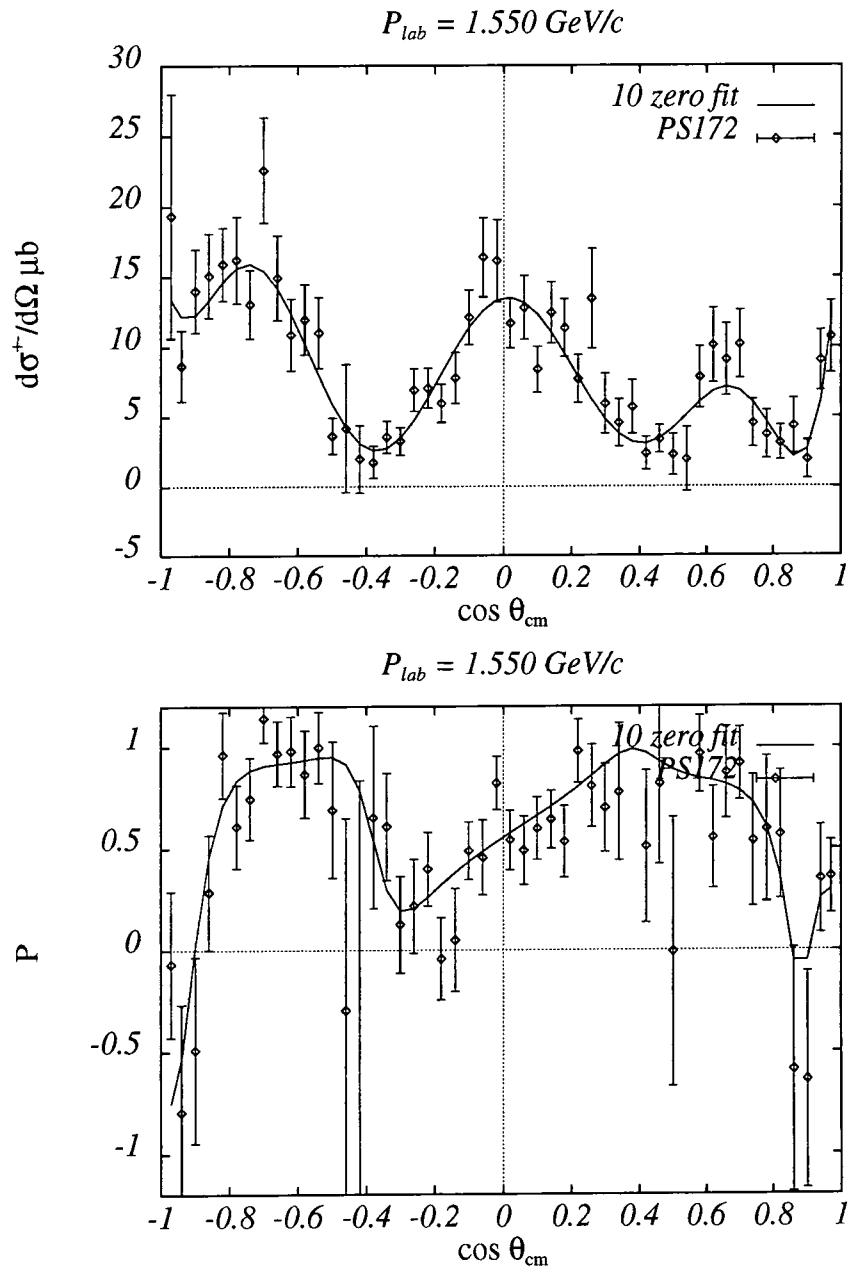 P_lab = 1.550 GeV/c
30
25
20
15
10
5
0
-5
dσ⁺⁻/dΩ μb
10 zero fit
PS172
-1 -0.8 -0.6 -0.4 -0.2 0 0.2 0.4 0.6 0.8 1
cos θ_cm
P_lab = 1.550 GeV/c
1
0.5
0
-0.5
-1
P
10 zero fit
PS172
-1 -0.8 -0.6 -0.4 -0.2 0 0.2 0.4 0.6 0.8 1
cos θ_cm